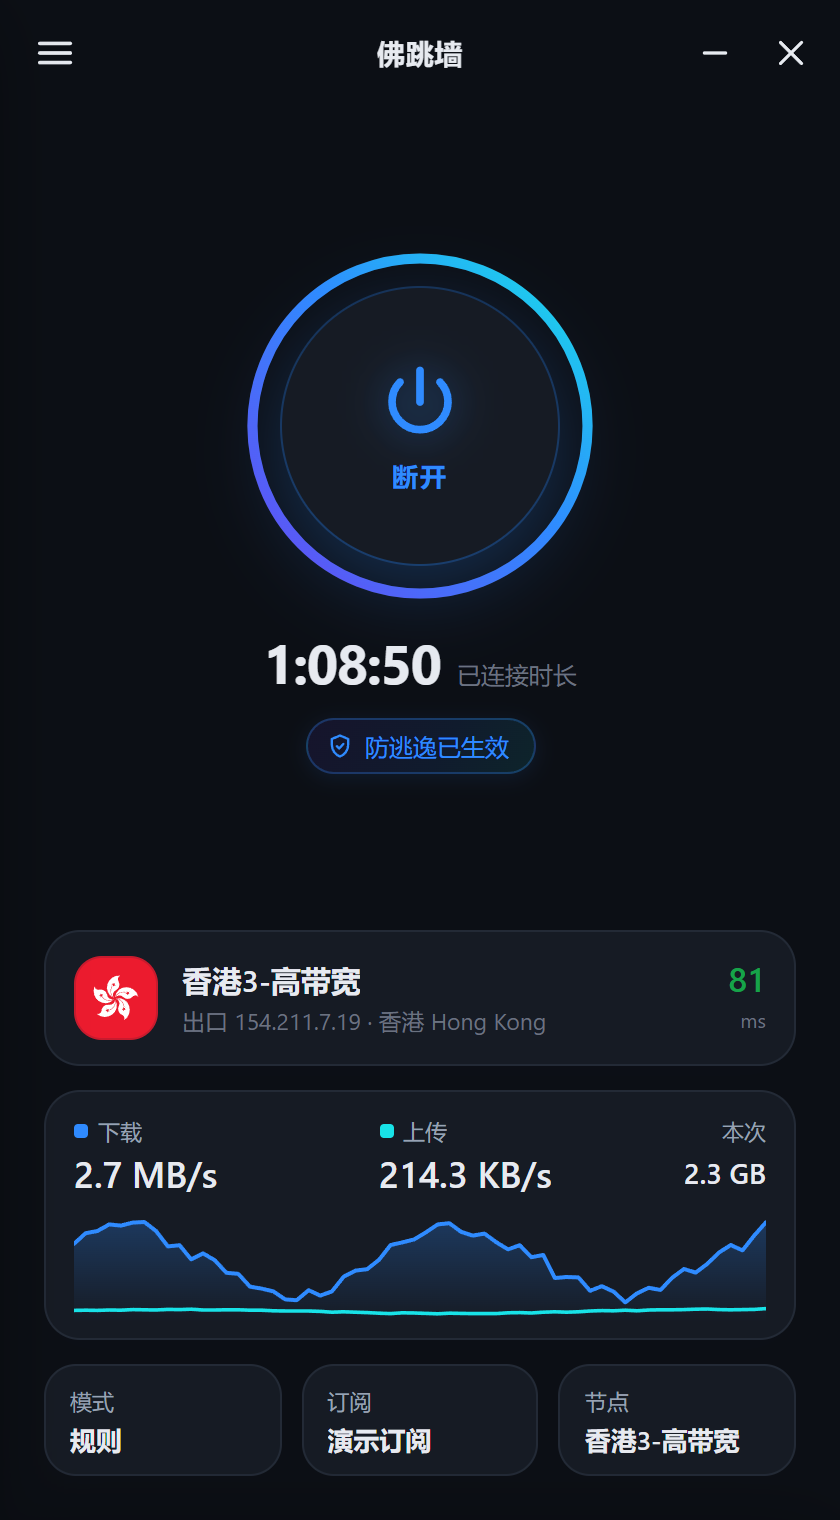 佛跳墙
断开
1:08:50 已连接时长
防逃逸已生效
香港3-高带宽
81
出口 154.211.7.19 · 香港 Hong Kong
ms
下载
上传
本次
2.7 MB/s
214.3 KB/s
2.3 GB
模式
订阅
节点
规则
演示订阅
香港3-高带宽